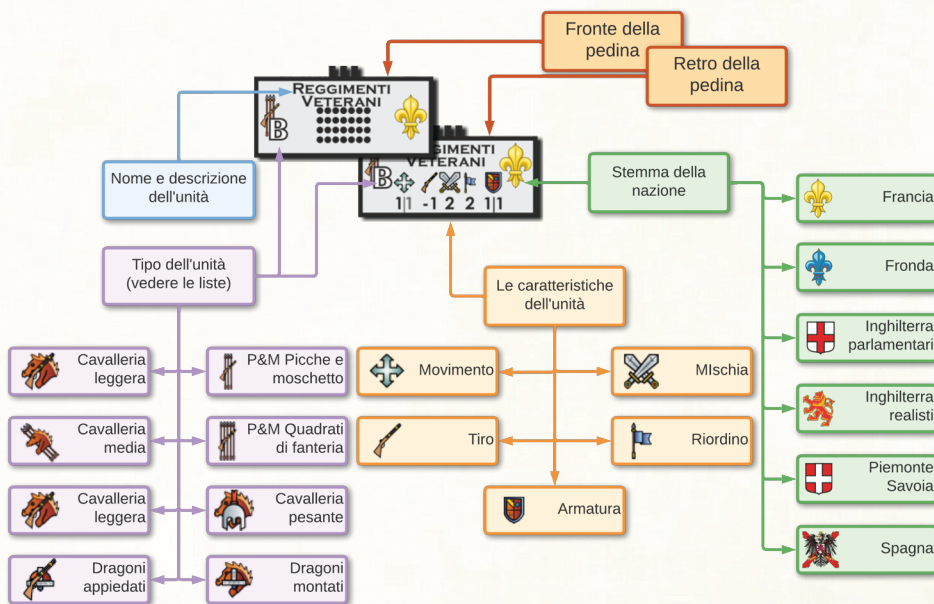 Fronte della
pedina
Retro della
pedina
REGGIMENTI
VETERANI
B
REGGIMENTI
VETERANI
B
1|1 -1 2 2 1|1
Nome e descrizione
dell'unità
Stemma della
nazione
Tipo dell'unità
(vedere le liste)
Le caratteristiche
dell'unità
Francia
Fronda
Inghilterra
parlamentari
Inghilterra
realisti
Piemonte
Savoia
Spagna
Cavalleria
leggera
P&M Picche e
moschetto
Movimento
MIschia
Cavalleria
media
P&M Quadrati
di fanteria
Tiro
Riordino
Cavalleria
leggera
Cavalleria
pesante
Armatura
Dragoni
appiedati
Dragoni
montati